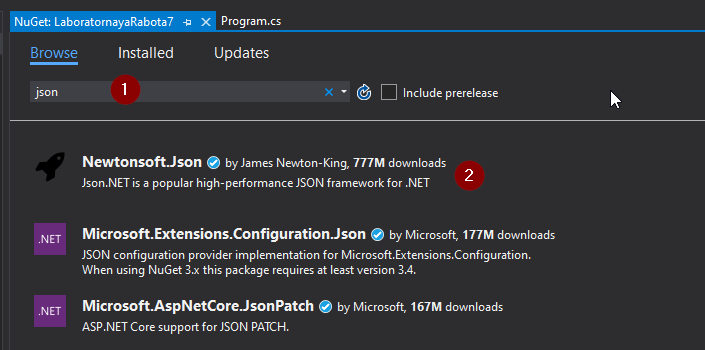 NuGet: LaboratornayaRabota7
Program.cs
Browse Installed Updates
json
1
Include prerelease
Newtonsoft.Json by James Newton-King, 777M downloads
2
Json.NET is a popular high-performance JSON framework for .NET
.NET
Microsoft.Extensions.Configuration.Json by Microsoft, 177M downloads
JSON configuration provider implementation for Microsoft.Extensions.Configuration.
When using NuGet 3.x this package requires at least version 3.4.
.NET
Microsoft.AspNetCore.JsonPatch by Microsoft, 167M downloads
ASP.NET Core support for JSON PATCH.